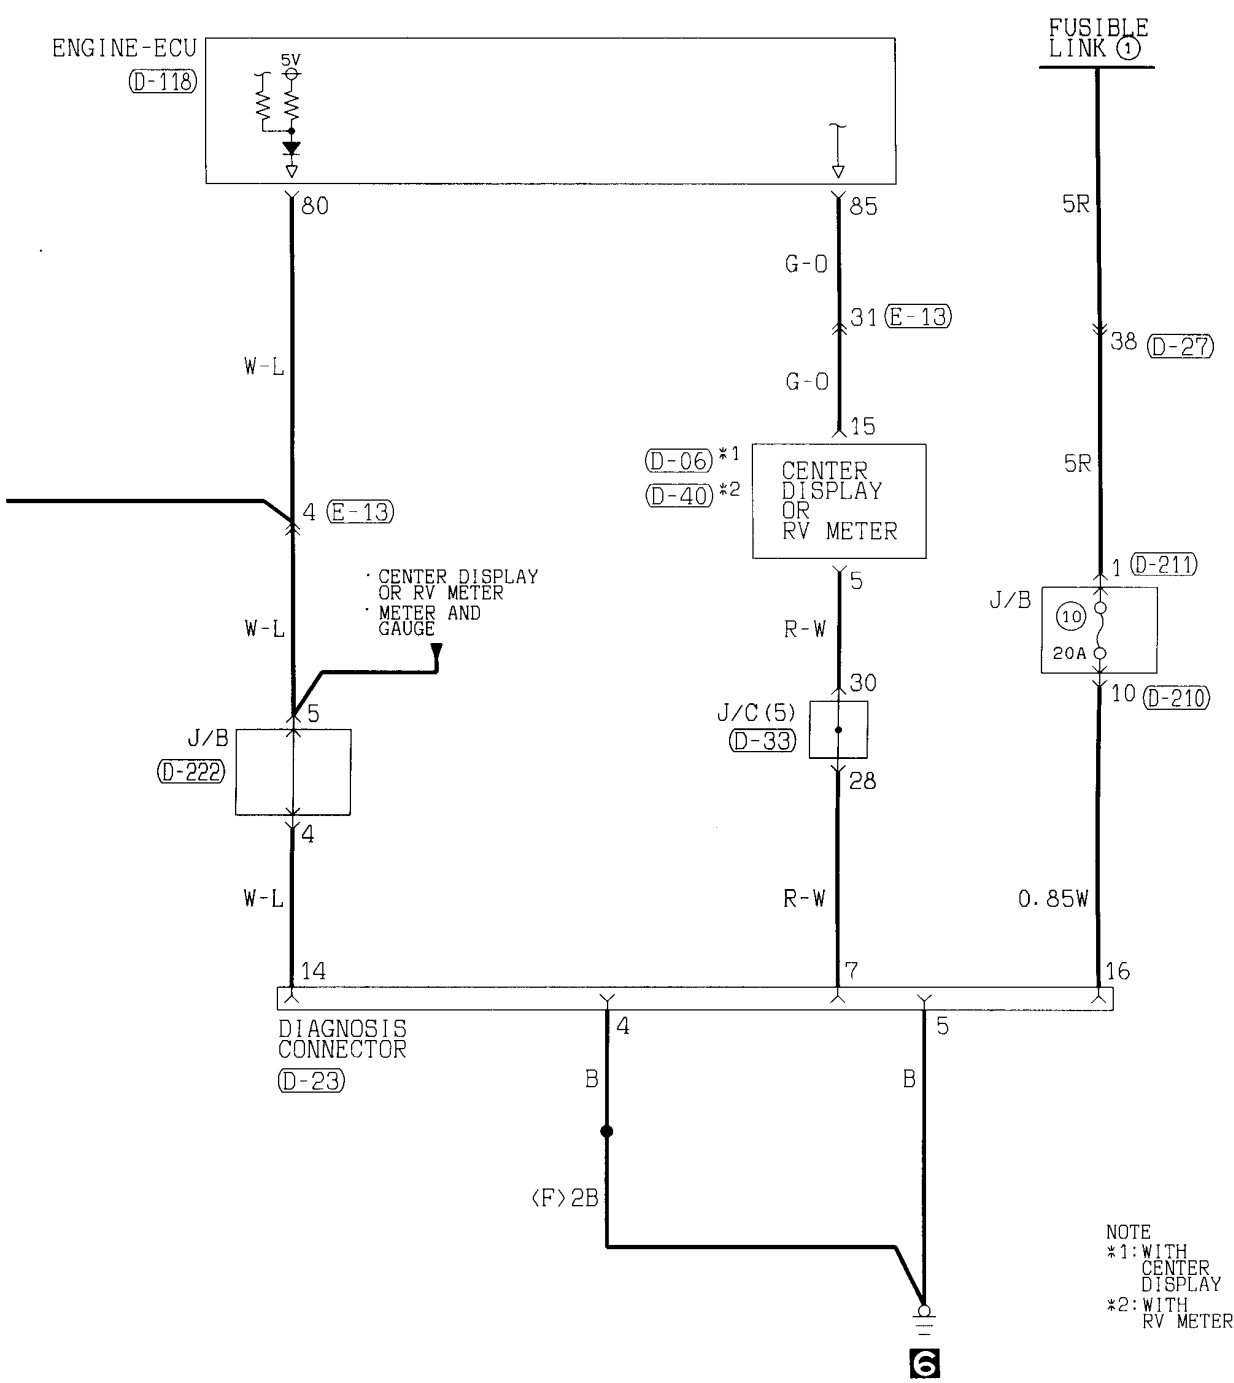 FUSIBLE
LINK ①
ENGINE-ECU
D-118
5V
80
85
5R
G-O
31 E-13
38 D-27
W-L
G-O
15
D-06 *1
D-40 *2
CENTER
DISPLAY
OR
RV METER
5R
4 E-13
1 D-211
· CENTER DISPLAY
OR RV METER
· METER AND
GAUGE
5
J/B
10
20A
W-L
R-W
30
10 D-210
5
J/C(5)
D-33
J/B
D-222
28
4
W-L
R-W
0.85W
14
7
16
DIAGNOSIS
CONNECTOR
D-23
4
5
B
B
<F>2B
NOTE
*1:WITH
CENTER
DISPLAY
*2:WITH
RV METER
6